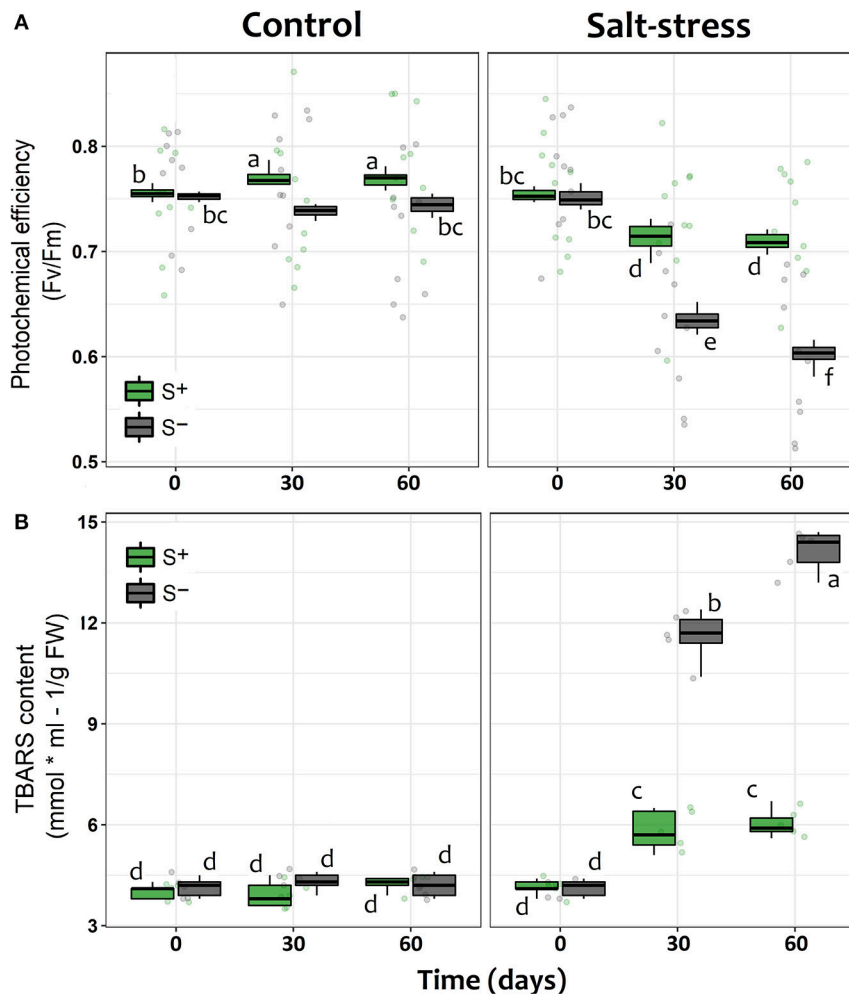 A
Control
Salt-stress
Photochemical efficiency
(Fv/Fm)
0.8
0.7
0.6
0.5
b
bc
a
a
bc
bc
bc
d
e
d
f
S+
S−
0
30
60
0
30
60
B
TBARS content
(mmol * ml - 1/g FW)
15
12
9
6
3
S+
S−
d
d
d
d
d
d
d
d
c
b
c
a
0
30
60
0
30
60
Time (days)